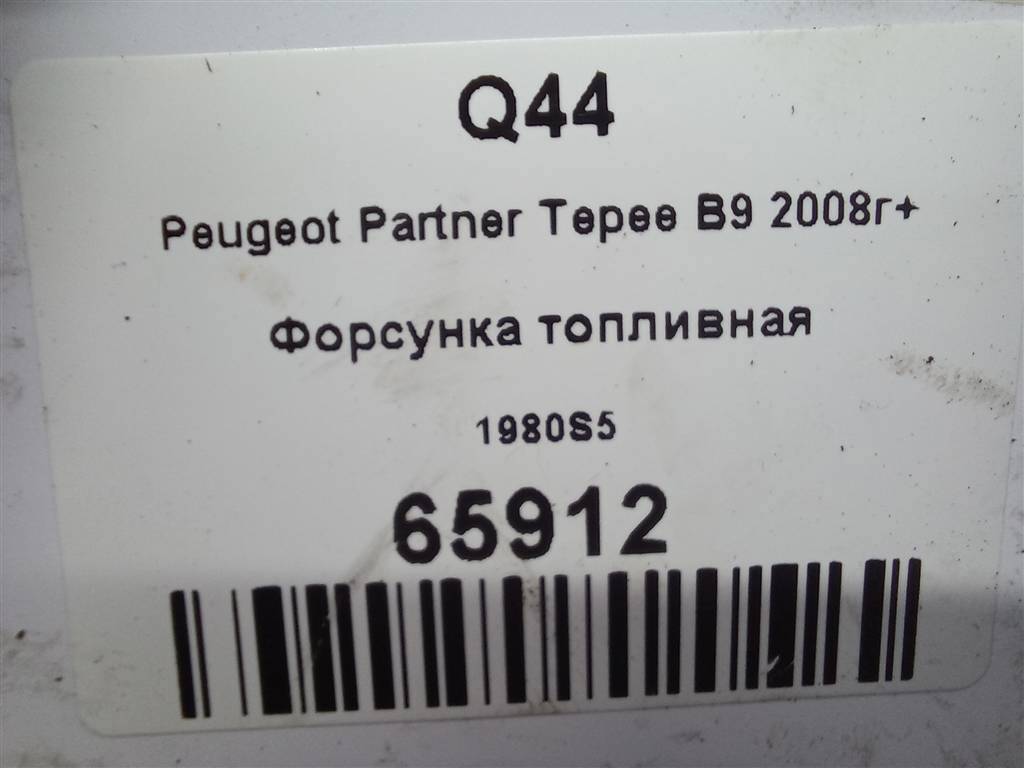 Q44
Peugeot Partner Tepee B9 2008г+
Форсунка топливная
1980S5
65912